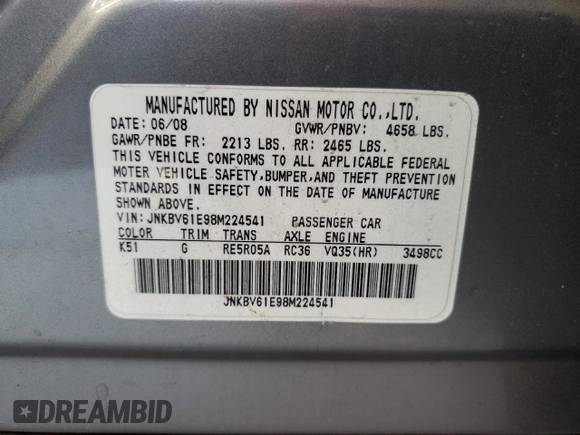 MANUFACTURED BY NISSAN MOTOR CO.,LTD.
DATE: 06/08 GVWR/PNBV: 4658 LBS.
GAWR/PNBE FR: 2213 LBS. RR: 2465 LBS.
THIS VEHICLE CONFORMS TO ALL APPLICABLE FEDERAL
MOTOR VEHICLE SAFETY,BUMPER,AND THEFT PREVENTION
STANDARDS IN EFFECT ON THE DATE OF MANUFACTURE
SHOWN ABOVE.
VIN: JNKBV61E98M224541 PASSENGER CAR
COLOR TRIM TRANS AXLE ENGINE
K51 G RE5R05A RC36 VQ35(HR) 3498CC
JNKBV61E98M224541
DREAMBID